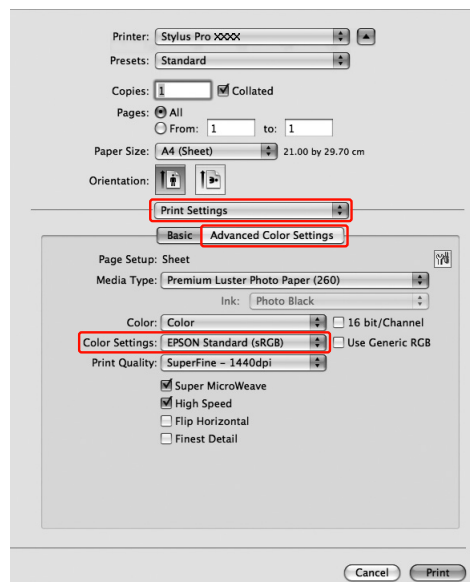 Printer: Stylus Pro XXXX
Presets: Standard
Copies: 1 Collated
Pages: All
From: 1 to: 1
Paper Size: A4 (Sheet) 21.00 by 29.70 cm
Orientation:
Print Settings
Basic Advanced Color Settings
Page Setup: Sheet
Media Type: Premium Luster Photo Paper (260)
Ink: Photo Black
Color: Color 16 bit/Channel
Color Settings: EPSON Standard (sRGB) Use Generic RGB
Print Quality: SuperFine – 1440dpi
Super MicroWeave
High Speed
Flip Horizontal
Finest Detail
Cancel Print